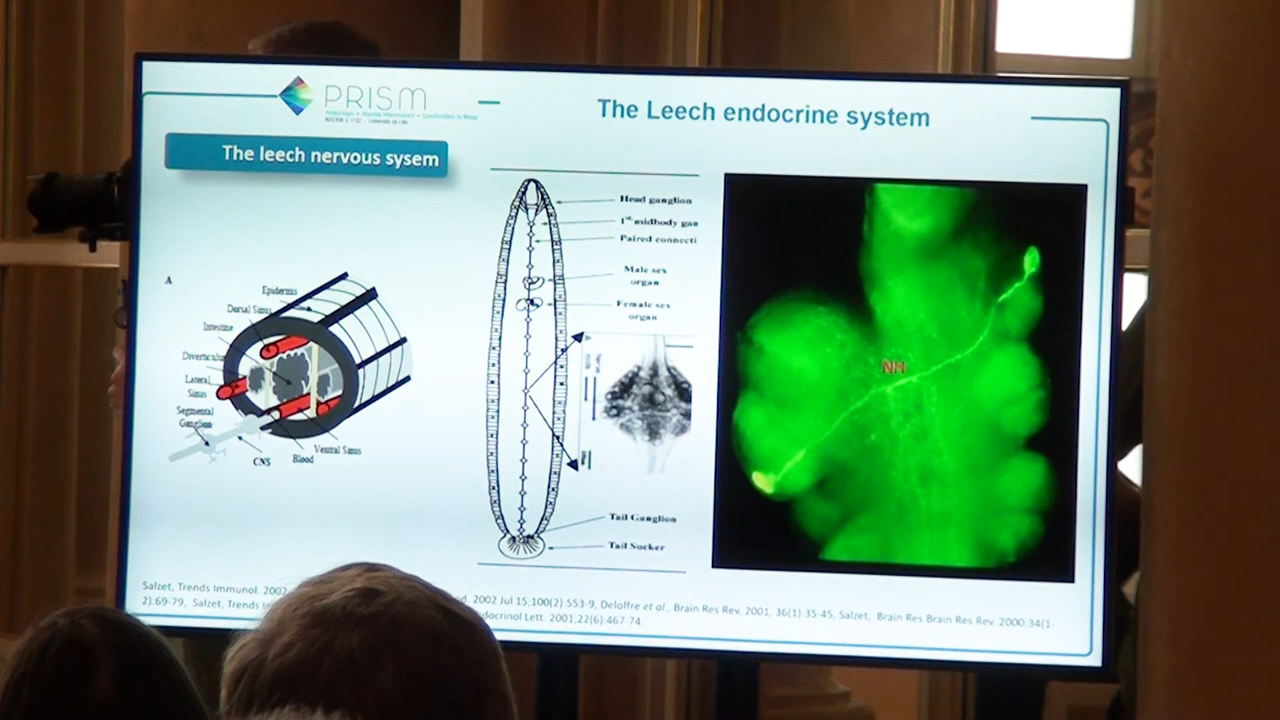 PRISM
The Leech endocrine system
The leech nervous sysem
A
Epidermis
Dorsal Sinus
Intestine
Diverticulu
Lateral
Sinus
Segmental
Ganglion
CNS
Blood
Ventral Sinus
Head ganglion
1st midbody gan
Paired connecti
Male sex
organ
Female sex
organ
Tail Ganglion
Tail Sucker
NH
Salzet, Trends Immunol. 2002 2002 Jul 15;100(2):553-9, Deloffre et al., Brain Res Rev. 2001, 36(1):35-45, Salzet, Brain Res Brain Res Rev. 2000;34(1-
2):69-79, Salzet, Trends docrinol Lett. 2001;22(6):467-74.